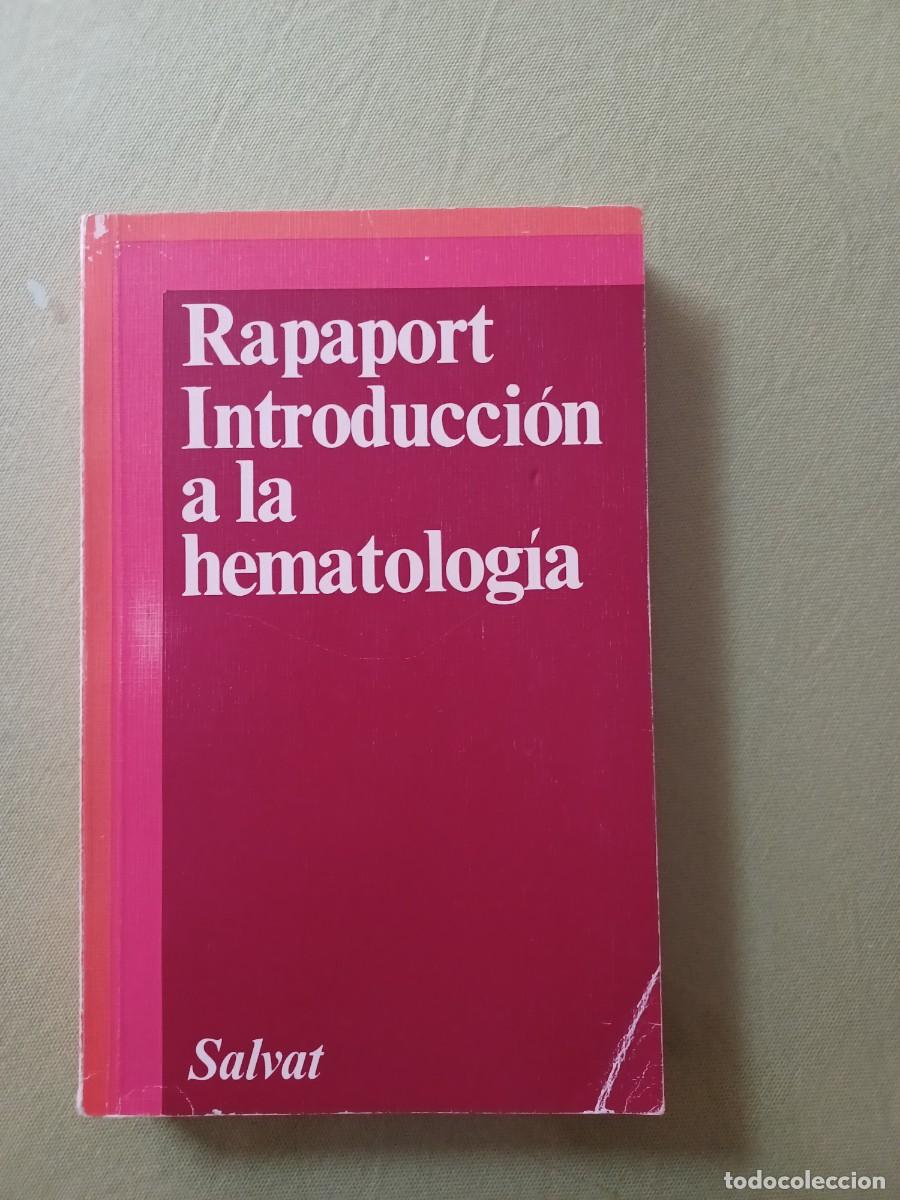 Rapaport
Introducción
a la
hematología
Salvat
todocoleccion